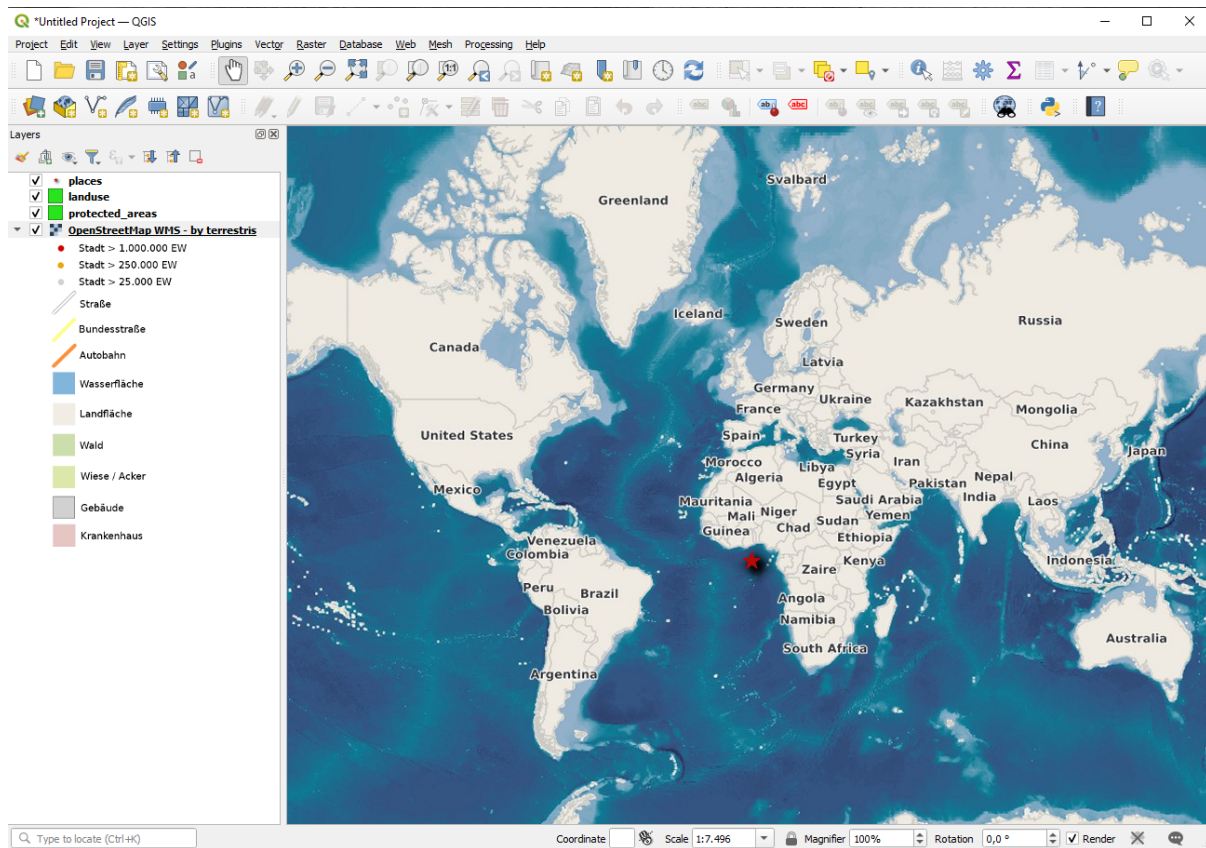 *Untitled Project — QGIS
Project Edit View Layer Settings Plugins Vector Raster Database Web Mesh Processing Help
Layers
places
landuse
protected_areas
OpenStreetMap WMS - by terrestris
Stadt > 1.000.000 EW
Stadt > 250.000 EW
Stadt > 25.000 EW
Straße
Bundesstraße
Autobahn
Wasserfläche
Landfläche
Wald
Wiese / Acker
Gebäude
Krankenhaus
Svalbard
Greenland
Iceland
Sweden
Russia
Canada
Latvia
Germany
Ukraine
Kazakhstan
France
Mongolia
United States
Spain
Turkey
China
Syria
Japan
Morocco
Libya
Iran
Algeria
Egypt
Pakistan
Nepal
Mexico
India
Mauritania
Saudi Arabia
Laos
Mali
Niger
Yemen
Guinea
Chad
Sudan
Ethiopia
Venezuela
Colombia
Kenya
Indonesia
Zaire
Peru
Brazil
Angola
Bolivia
Namibia
Australia
South Africa
Argentina
Type to locate (Ctrl+K)
Coordinate Scale 1:7.496 Magnifier 100% Rotation 0,0 ° Render